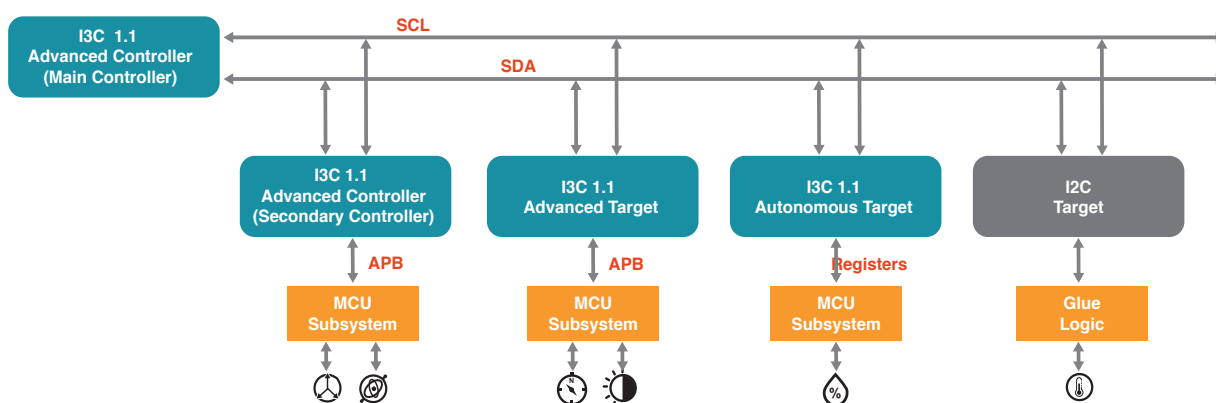 I3C 1.1
Advanced Controller
(Main Controller)
SCL
SDA
I3C 1.1
Advanced Controller
(Secondary Controller)
I3C 1.1
Advanced Target
I3C 1.1
Autonomous Target
I2C
Target
APB
APB
Registers
MCU
Subsystem
MCU
Subsystem
MCU
Subsystem
Glue
Logic
N
%